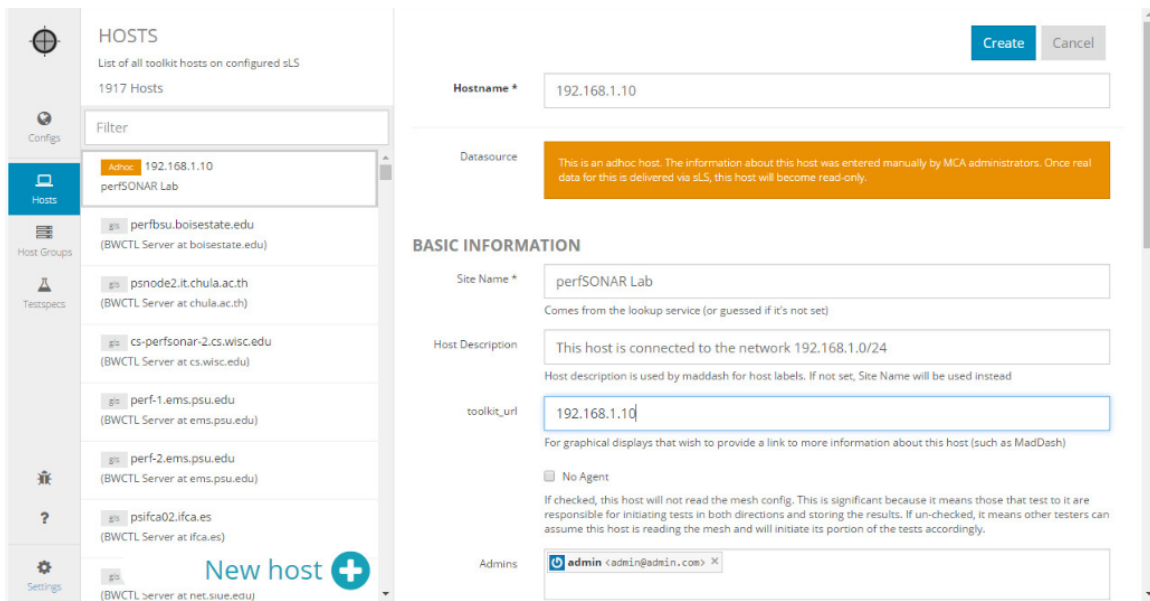 HOSTS
List of all toolkit hosts on configured sLS
1917 Hosts
Filter
Adhoc 192.168.1.10
perfSONAR Lab
gls perfbsu.boisestate.edu
(BWCTL Server at boisestate.edu)
gls psnode2.it.chula.ac.th
(BWCTL Server at chula.ac.th)
gls cs-perfsonar-2.cs.wisc.edu
(BWCTL Server at cs.wisc.edu)
gls perf-1.ems.psu.edu
(BWCTL Server at ems.psu.edu)
gls perf-2.ems.psu.edu
(BWCTL Server at ems.psu.edu)
gls psifca02.ifca.es
(BWCTL Server at ifca.es)
gls
(BWCTL Server at net.siue.edu)
New host
Configs
Hosts
Host Groups
Testspecs
?
Settings
Create
Cancel
Hostname *
192.168.1.10
Datasource
This is an adhoc host. The information about this host was entered manually by MCA administrators. Once real
data for this is delivered via sLS, this host will become read-only.
BASIC INFORMATION
Site Name *
perfSONAR Lab
Comes from the lookup service (or guessed if it's not set)
Host Description
This host is connected to the network 192.168.1.0/24
Host description is used by maddash for host labels. If not set, Site Name will be used instead
toolkit_url
192.168.1.10
For graphical displays that wish to provide a link to more information about this host (such as MadDash)
No Agent
If checked, this host will not read the mesh config. This is significant because it means those that test to it are
responsible for initiating tests in both directions and storing the results. If un-checked, it means other testers can
assume this host is reading the mesh and will initiate its portion of the tests accordingly.
Admins
admin <admin@admin.com> ×